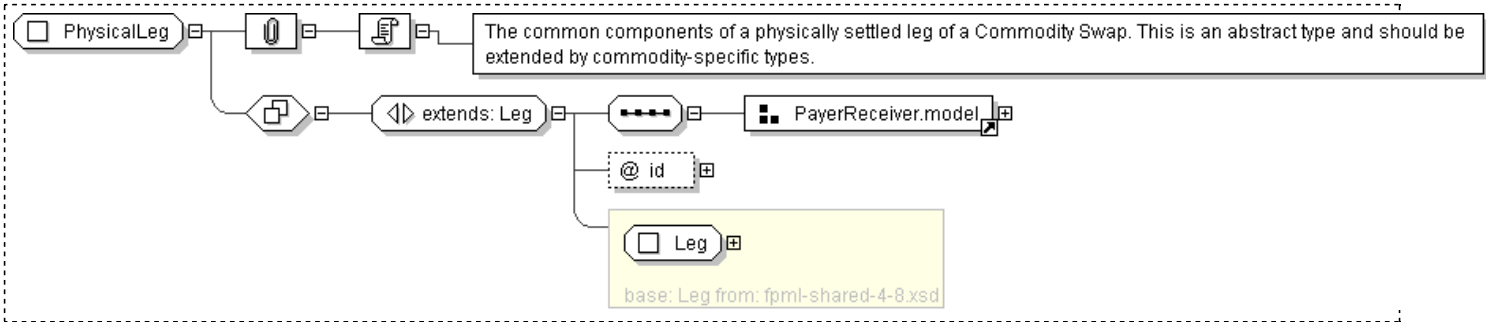 PhysicalLeg
The common components of a physically settled leg of a Commodity Swap. This is an abstract type and should be
extended by commodity-specific types.
extends: Leg
PayerReceiver.model
@ id
Leg
base: Leg from: fpml-shared-4-8.xsd